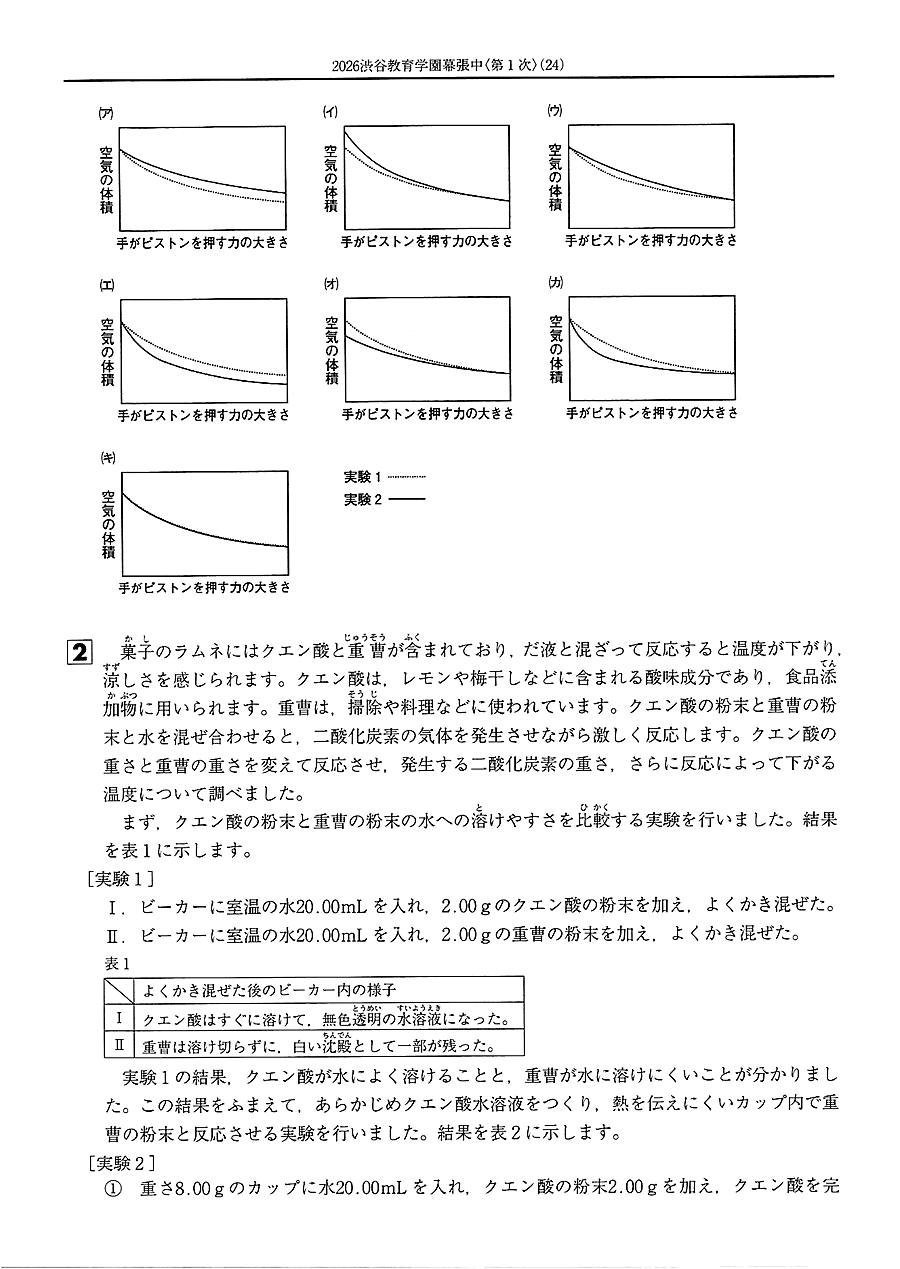 2026渋谷教育学園幕張中〈第1次〉(24)
(ア)
(イ)
(ウ)
空気の体積
空気の体積
空気の体積
手がピストンを押す力の大きさ
手がピストンを押す力の大きさ
手がピストンを押す力の大きさ
(エ)
(オ)
(カ)
空気の体積
空気の体積
空気の体積
手がピストンを押す力の大きさ
手がピストンを押す力の大きさ
手がピストンを押す力の大きさ
(キ)
空気の体積
手がピストンを押す力の大きさ
実験1
実験2
かし じゅうそう ふく
2 菓子のラムネにはクエン酸と重曹が含まれており，だ液と混ざって反応すると温度が下がり，
すず てん
涼しさを感じられます。クエン酸は，レモンや梅干しなどに含まれる酸味成分であり，食品添
かぶつ そうじ
加物に用いられます。重曹は，掃除や料理などに使われています。クエン酸の粉末と重曹の粉
末と水を混ぜ合わせると，二酸化炭素の気体を発生させながら激しく反応します。クエン酸の
重さと重曹の重さを変えて反応させ，発生する二酸化炭素の重さ，さらに反応によって下がる
温度について調べました。
と ひかく
まず，クエン酸の粉末と重曹の粉末の水への溶けやすさを比較する実験を行いました。結果
を表1に示します。
［実験1］
Ⅰ．ビーカーに室温の水20.00mLを入れ，2.00gのクエン酸の粉末を加え，よくかき混ぜた。
Ⅱ．ビーカーに室温の水20.00mLを入れ，2.00gの重曹の粉末を加え，よくかき混ぜた。
表1
よくかき混ぜた後のビーカー内の様子
とうめい すいようえき
Ⅰ クエン酸はすぐに溶けて，無色透明の水溶液になった。
ちんでん
Ⅱ 重曹は溶け切らずに，白い沈殿として一部が残った。
実験1の結果，クエン酸が水によく溶けることと，重曹が水に溶けにくいことが分かりまし
た。この結果をふまえて，あらかじめクエン酸水溶液をつくり，熱を伝えにくいカップ内で重
曹の粉末と反応させる実験を行いました。結果を表2に示します。
［実験2］
① 重さ8.00gのカップに水20.00mLを入れ，クエン酸の粉末2.00gを加え，クエン酸を完